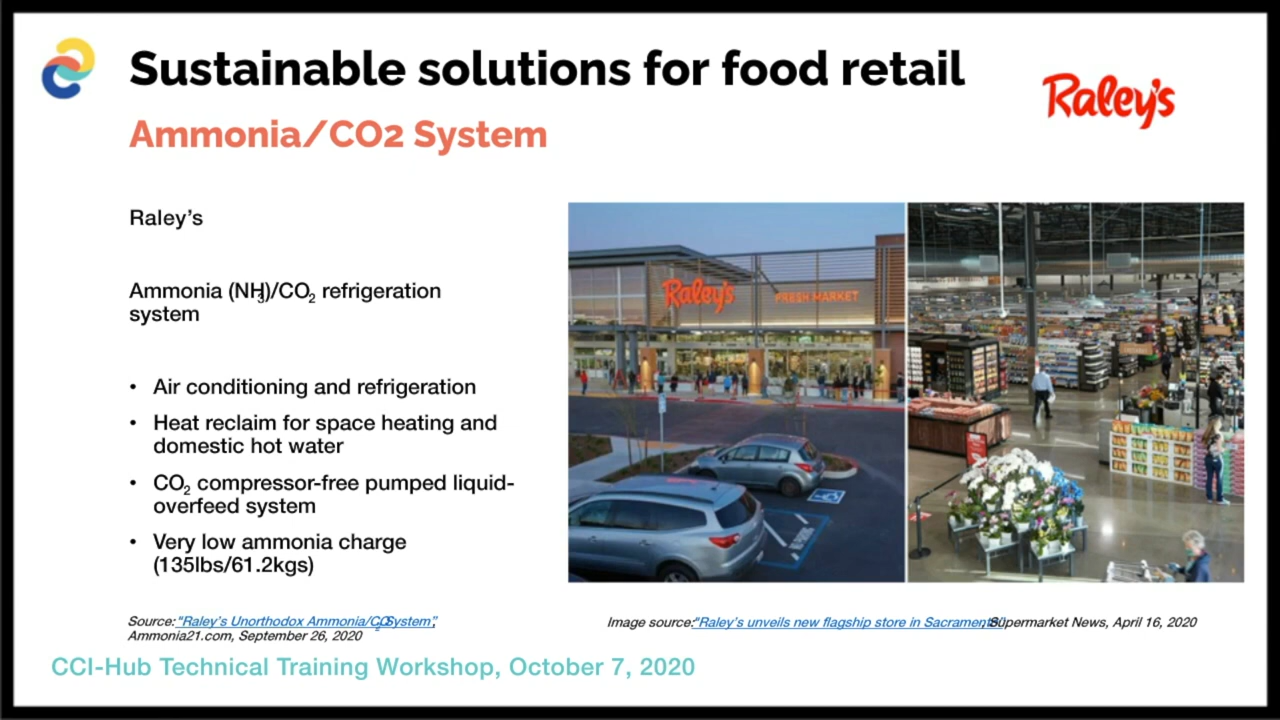 Sustainable solutions for food retail
Raley's
Ammonia/CO2 System
Raley's
Ammonia (NH3)/CO2 refrigeration
system
• Air conditioning and refrigeration
• Heat reclaim for space heating and
domestic hot water
• CO2 compressor-free pumped liquid-
overfeed system
• Very low ammonia charge
(135lbs/61.2kgs)
Raley's
FRESH MARKET
Source: "Raley's Unorthodox Ammonia/CO2 System",
Ammonia21.com, September 26, 2020
Image source: "Raley's unveils new flagship store in Sacramento", Supermarket News, April 16, 2020
CCI-Hub Technical Training Workshop, October 7, 2020